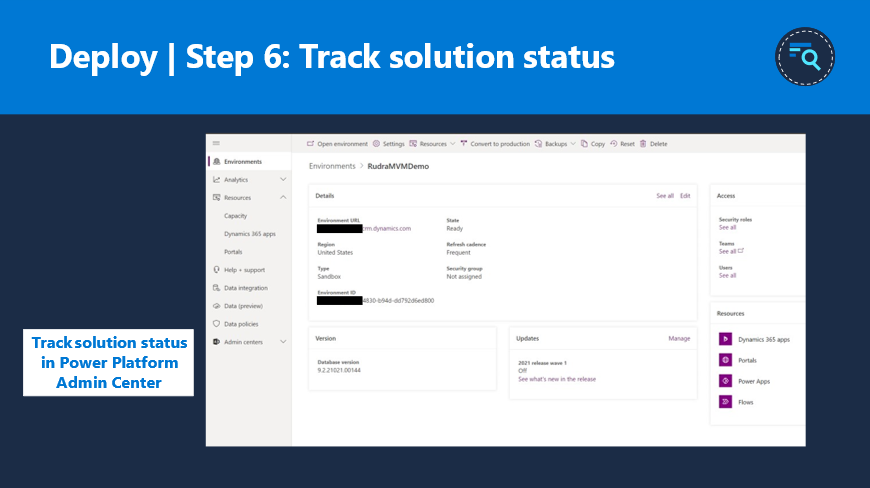 Deploy | Step 6: Track solution status
Open environment Settings Resources Convert to production Backups Copy Reset Delete
Environments
Analytics
Resources
Capacity
Dynamics 365 apps
Portals
Help + support
Data integration
Data (preview)
Data policies
Admin centers
Environments > RudraMVMDemo
Details
See all Edit
Environment URL
crm.dynamics.com
State
Ready
Region
United States
Refresh cadence
Frequent
Type
Sandbox
Security group
Not assigned
Environment ID
4830-b94d-dd792d6ed800
Version
Database version
9.2.21021.00144
Updates
Manage
2021 release wave 1
Off
See what's new in the release
Access
Security roles
See all
Teams
See all
Users
See all
Resources
Dynamics 365 apps
Portals
Power Apps
Flows
Track solution status
in Power Platform
Admin Center